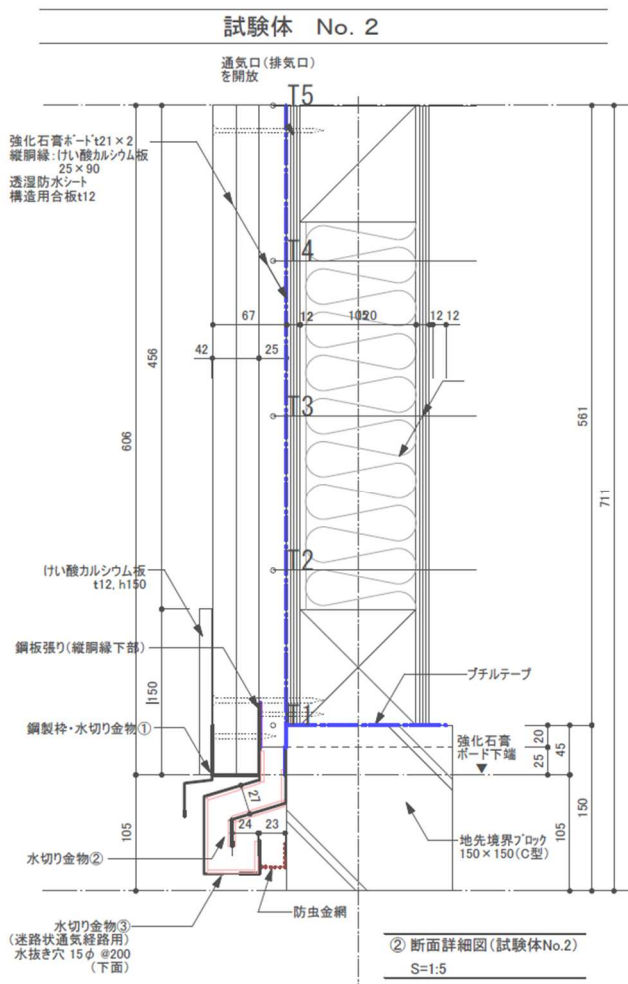 試験体 No. 2
通気口(排気口)
を開放
T5
強化石膏ボードt21×2
縦胴縁:けい酸カルシウム板
25×90
透湿防水シート
構造用合板t12
T4
67
12
12
12
42
25
456
606
561
711
T3
T2
けい酸カルシウム板
t12, h150
鋼板張り(縦胴縁下部)
150
T1
ブチルテープ
鋼製枠・水切り金物①
強化石膏
ボード下端
20
25
45
150
105
27
24
23
105
水切り金物②
地先境界ブロック
150×150(C型)
防虫金網
水切り金物③
(迷路状通気経路用)
水抜き穴 15φ @200
(下面)
② 断面詳細図(試験体No.2)
S=1:5